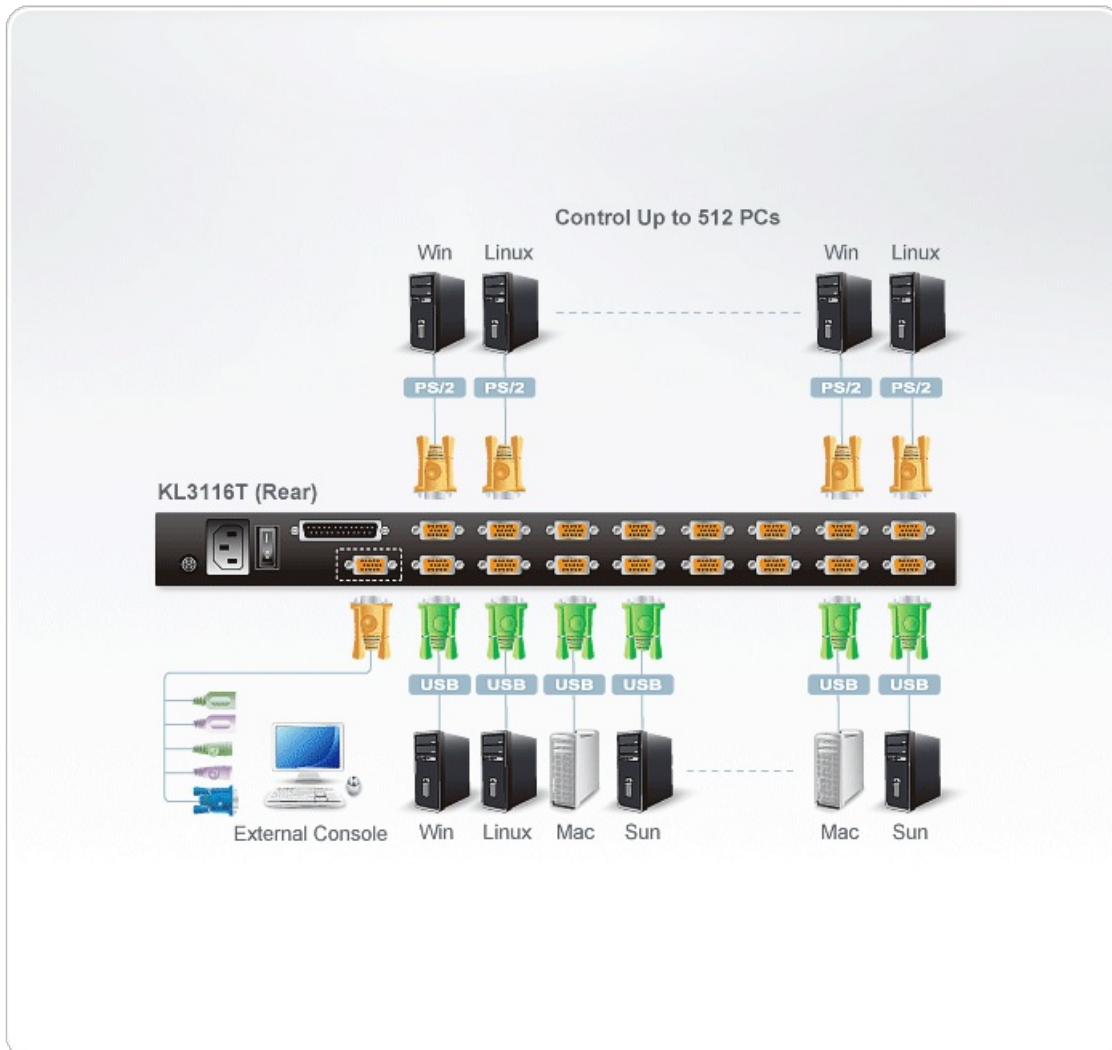 Control Up to 512 PCs
Win Linux Win Linux
PS/2 PS/2 PS/2 PS/2
KL3116T (Rear)
USB USB USB USB USB USB
External Console Win Linux Mac Sun Mac Sun